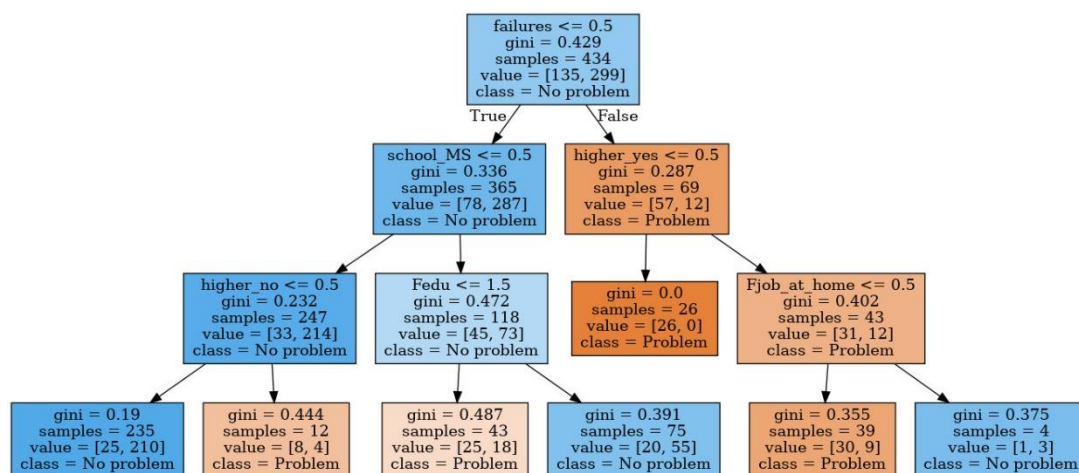 failures <= 0.5
gini = 0.429
samples = 434
value = [135, 299]
class = No problem
True
False
school_MS <= 0.5
gini = 0.336
samples = 365
value = [78, 287]
class = No problem
higher_yes <= 0.5
gini = 0.287
samples = 69
value = [57, 12]
class = Problem
higher_no <= 0.5
gini = 0.232
samples = 247
value = [33, 214]
class = No problem
Fedu <= 1.5
gini = 0.472
samples = 118
value = [45, 73]
class = No problem
gini = 0.0
samples = 26
value = [26, 0]
class = Problem
Fjob_at_home <= 0.5
gini = 0.402
samples = 43
value = [31, 12]
class = Problem
gini = 0.19
samples = 235
value = [25, 210]
class = No problem
gini = 0.444
samples = 12
value = [8, 4]
class = Problem
gini = 0.487
samples = 43
value = [25, 18]
class = Problem
gini = 0.391
samples = 75
value = [20, 55]
class = No problem
gini = 0.355
samples = 39
value = [30, 9]
class = Problem
gini = 0.375
samples = 4
value = [1, 3]
class = No problem